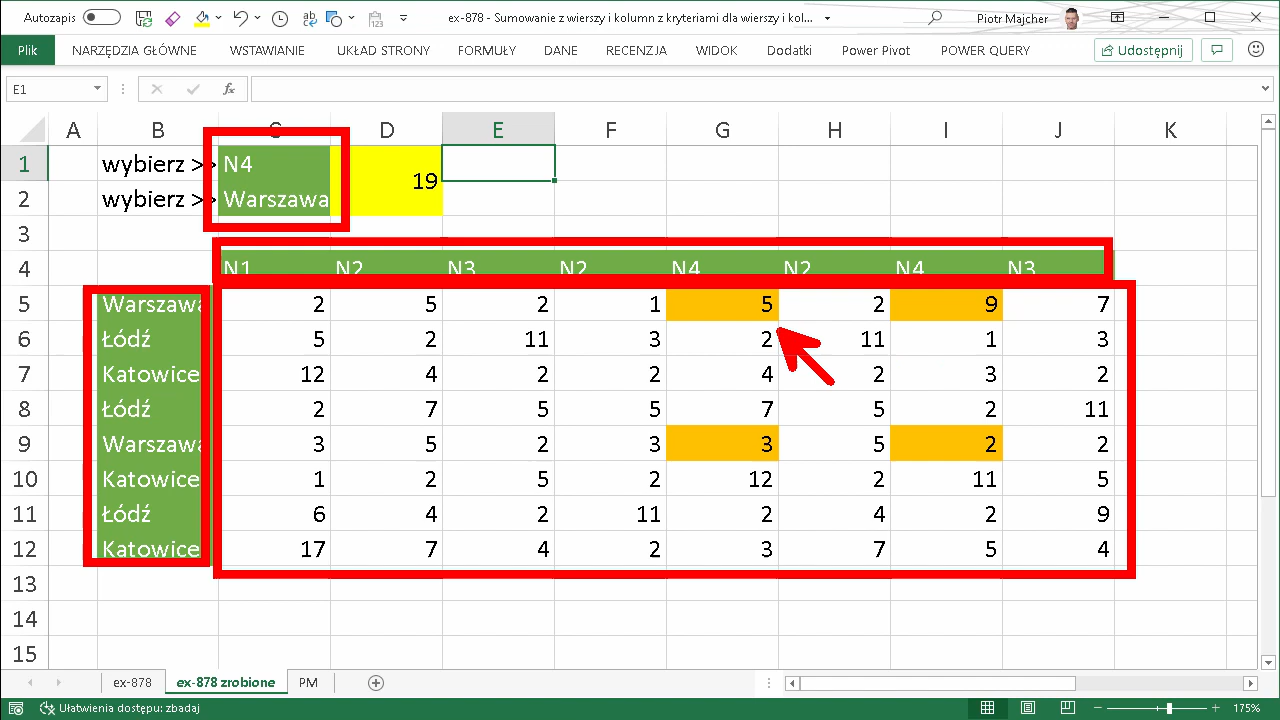 Autozapis
ex-878 - Sumowanie z wierszy i kolumn z kryteriami dla wierszy i kol...
Piotr Majcher
Plik NARZĘDZIA GŁÓWNE WSTAWIANIE UKŁAD STRONY FORMUŁY DANE RECENZJA WIDOK Dodatki Power Pivot POWER QUERY Udostępnij
E1 fx
A B C D E F G H I J K
1 wybierz >> N4 19
2 wybierz >> Warszawa
3
4 N1 N2 N3 N2 N4 N2 N4 N3
5 Warszawa 2 5 2 1 5 2 9 7
6 Łódź 5 2 11 3 2 11 1 3
7 Katowice 12 4 2 2 4 2 3 2
8 Łódź 2 7 5 5 7 5 2 11
9 Warszawa 3 5 2 3 3 5 2 2
10 Katowice 1 2 5 2 12 2 11 5
11 Łódź 6 4 2 11 2 4 2 9
12 Katowice 17 7 4 2 3 7 5 4
13
14
15
ex-878 ex-878 zrobione PM
Ułatwienia dostępu: zbadaj 175%